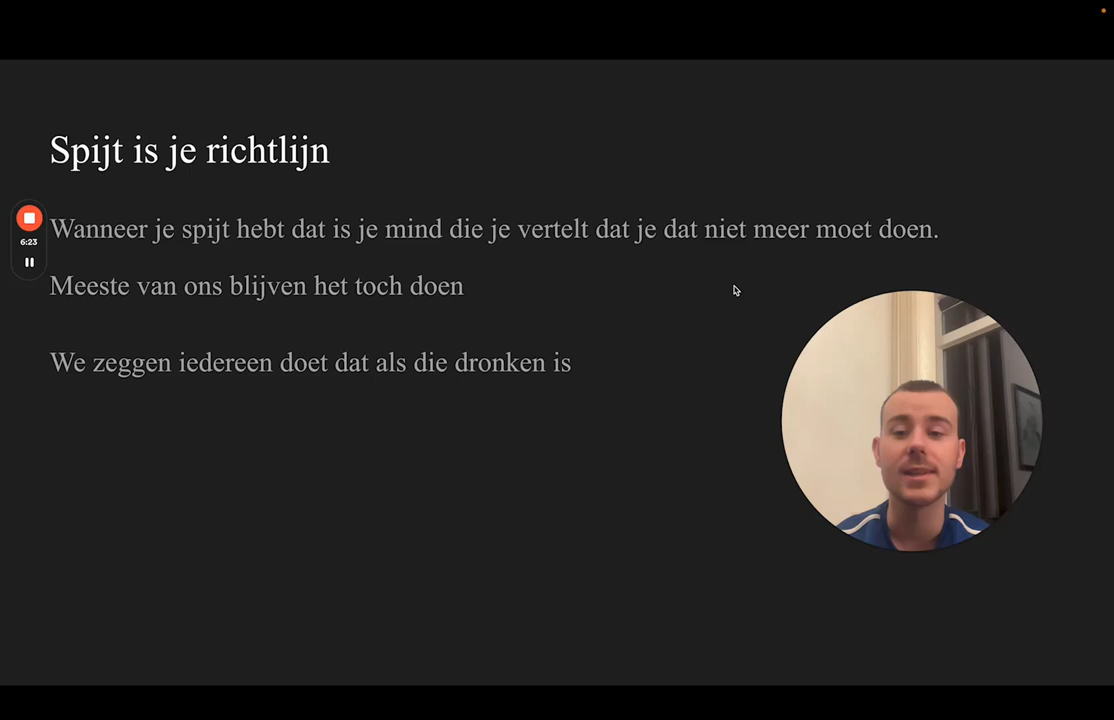 Spijt is je richtlijn
Wanneer je spijt hebt dat is je mind die je vertelt dat je dat niet meer moet doen.
6:23
Meeste van ons blijven het toch doen
We zeggen iedereen doet dat als die dronken is